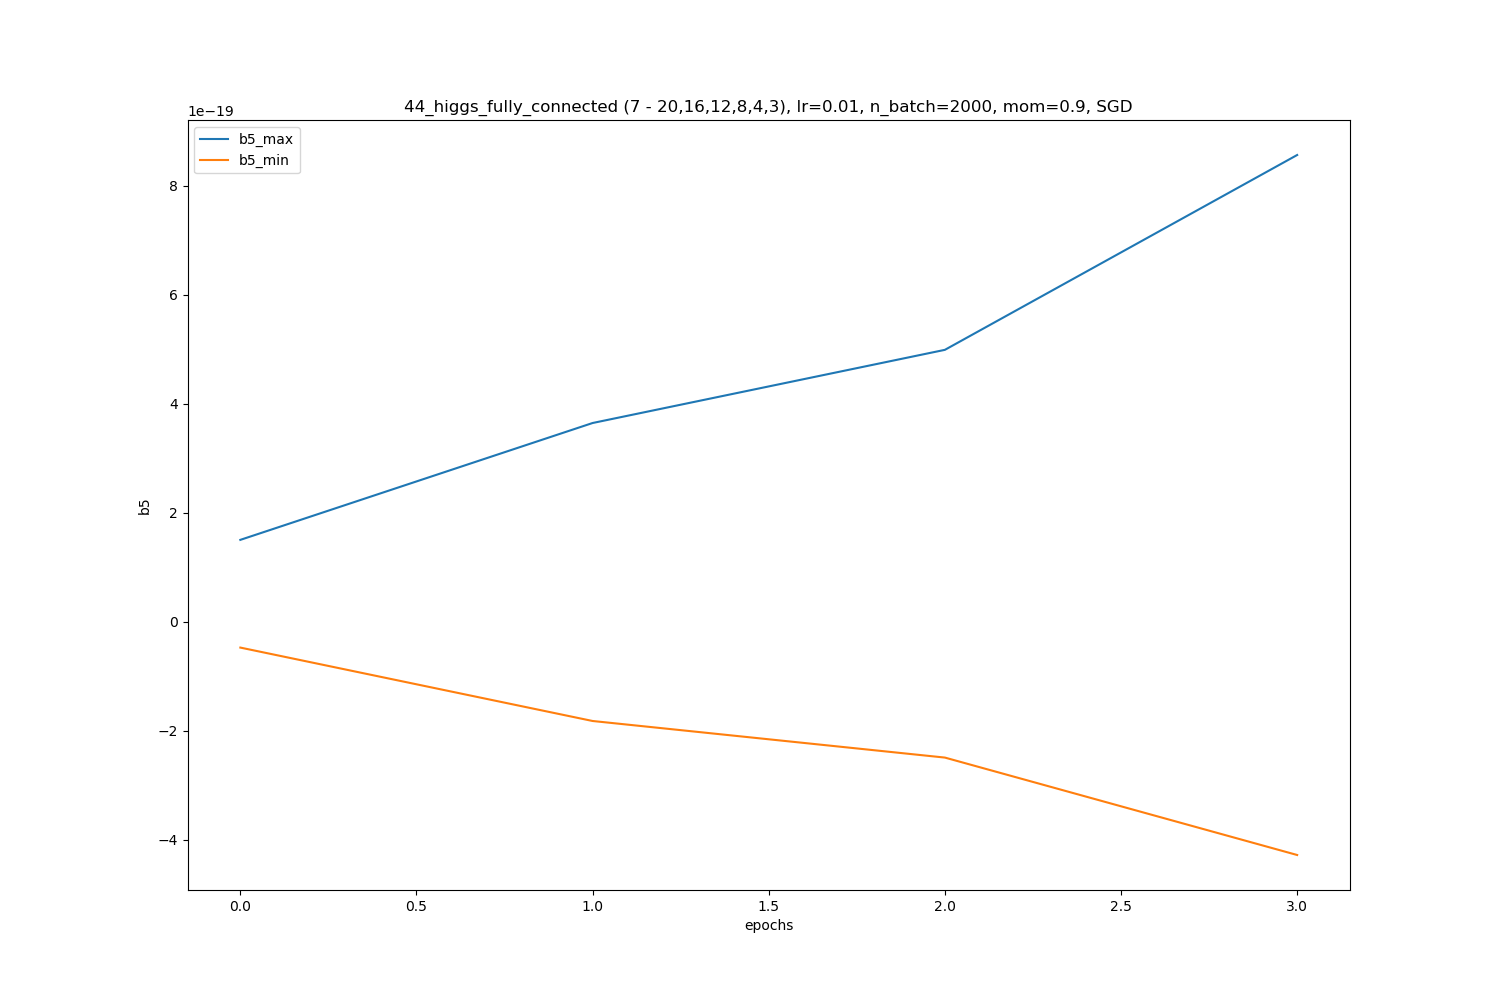 44_higgs_fully_connected (7 - 20,16,12,8,4,3), lr=0.01, n_batch=2000, mom=0.9, SGD
1e−19
b5_max
b5_min
8
6
4
2
0
−2
−4
b5
0.0 0.5 1.0 1.5 2.0 2.5 3.0
epochs